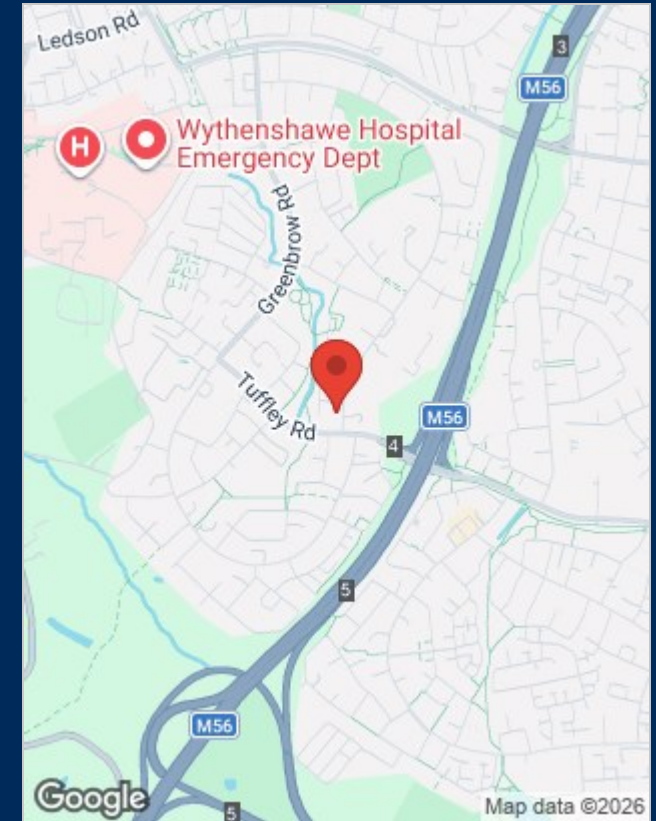 Ledson Rd
3
M56
H
Wythenshawe Hospital
Emergency Dept
Greenbrow Rd
Tuffley Rd
M56
4
5
M56
5
Google
Map data ©2026